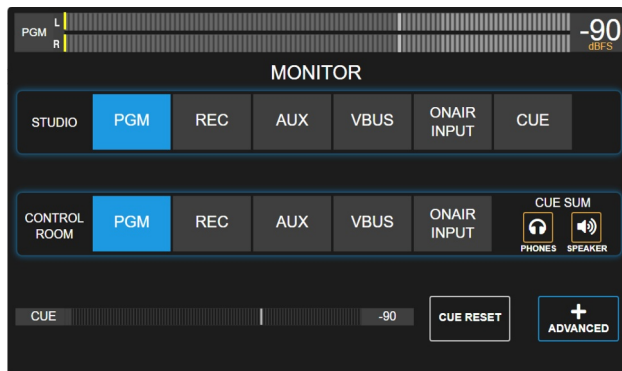 PGM
L
R
-90
dBFS
MONITOR
STUDIO
PGM
REC
AUX
VBUS
ONAIR
INPUT
CUE
CONTROL
ROOM
PGM
REC
AUX
VBUS
ONAIR
INPUT
CUE SUM
PHONES
SPEAKER
CUE
-90
CUE RESET
+
ADVANCED